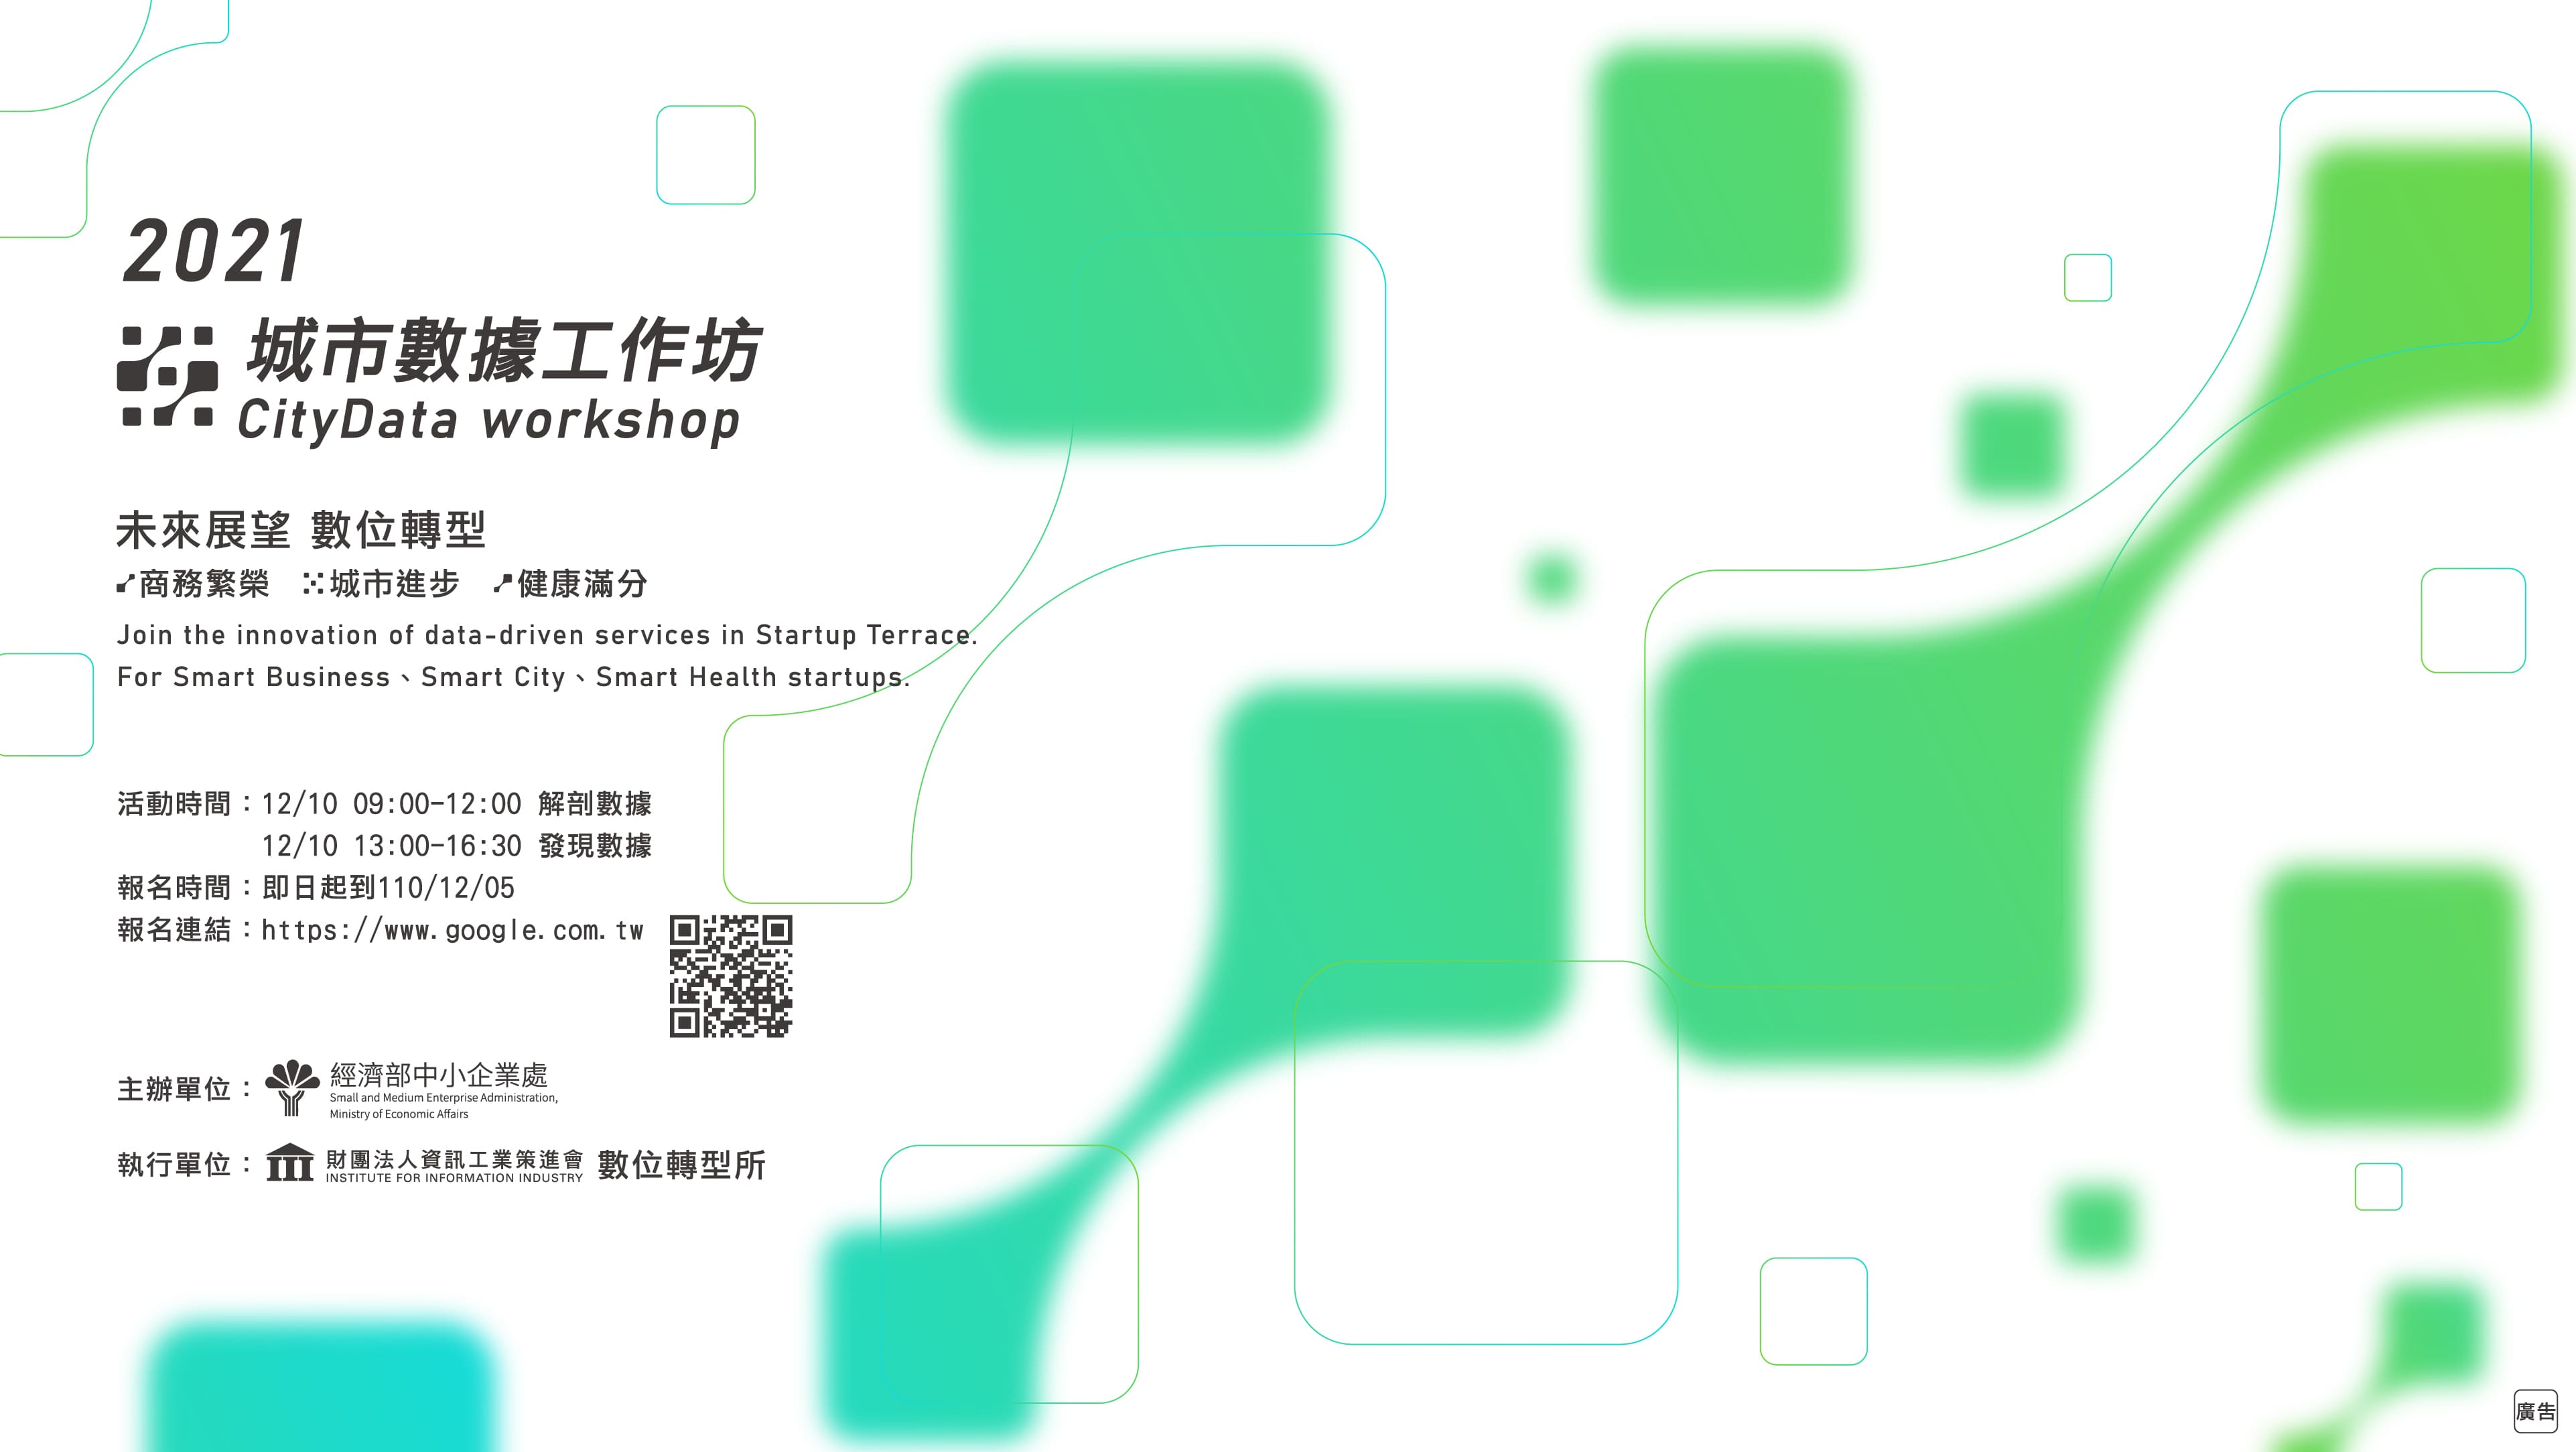 2021
城市數據工作坊
CityData workshop
未來展望 數位轉型
商務繁榮 城市進步 健康滿分
Join the innovation of data-driven services in Startup Terrace.
For Smart Business、Smart City、Smart Health startups.
活動時間：12/10 09:00-12:00 解剖數據
12/10 13:00-16:30 發現數據
報名時間：即日起到110/12/05
報名連結：https://www.google.com.tw
主辦單位：經濟部中小企業處
Small and Medium Enterprise Administration,
Ministry of Economic Affairs
執行單位：財團法人資訊工業策進會 數位轉型所
INSTITUTE FOR INFORMATION INDUSTRY
廣告